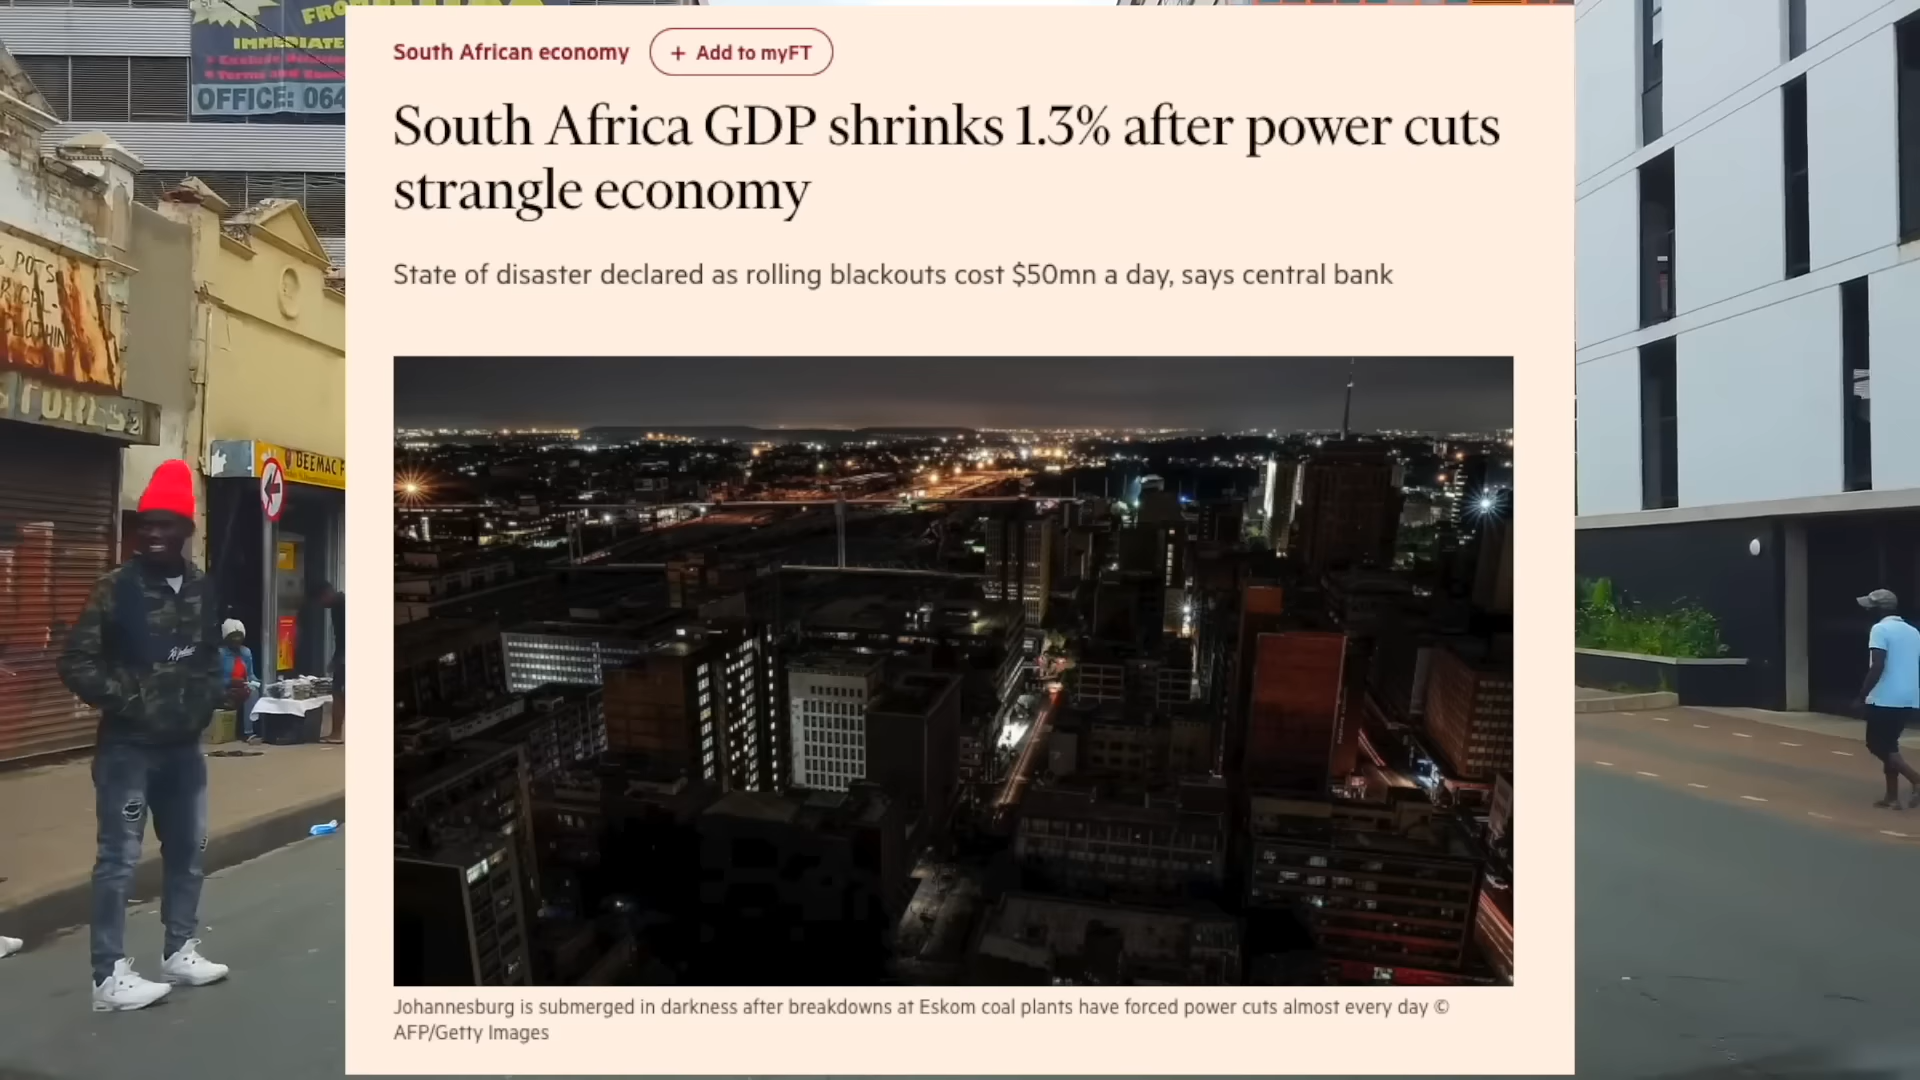 FRO
IMMEDIATE
OFFICE: 064
South African economy
+ Add to myFT
South Africa GDP shrinks 1.3% after power cuts
strangle economy
State of disaster declared as rolling blackouts cost $50mn a day, says central bank
POTS
BEEMAC F
Johannesburg is submerged in darkness after breakdowns at Eskom coal plants have forced power cuts almost every day ©
AFP/Getty Images